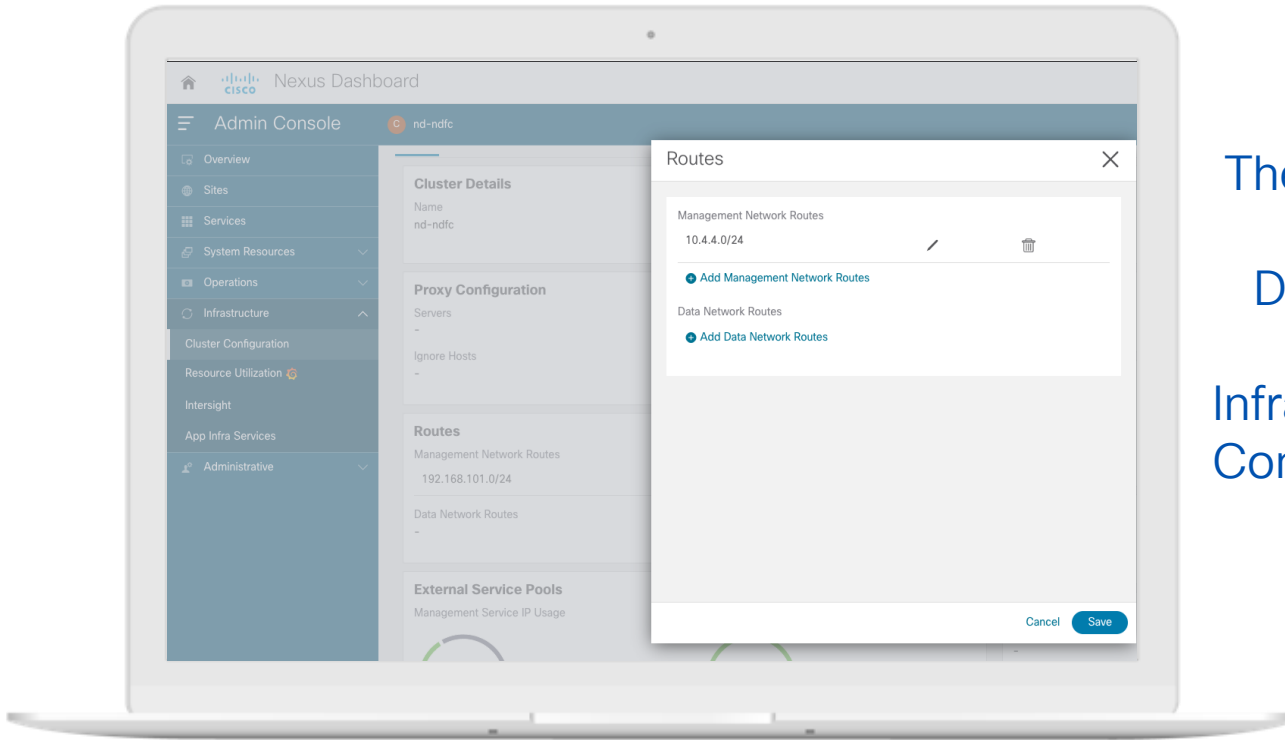 cisco Nexus Dashboard
Admin Console
C nd-ndfc
Overview
Sites
Services
System Resources
Operations
Infrastructure
Cluster Configuration
Resource Utilization
Intersight
App Infra Services
Administrative
Cluster Details
Name
nd-ndfc
Proxy Configuration
Servers
-
Ignore Hosts
-
Routes
Management Network Routes
192.168.101.0/24
Data Network Routes
-
External Service Pools
Management Service IP Usage
-
Routes
Management Network Routes
10.4.4.0/24
Add Management Network Routes
Data Network Routes
Add Data Network Routes
Cancel Save